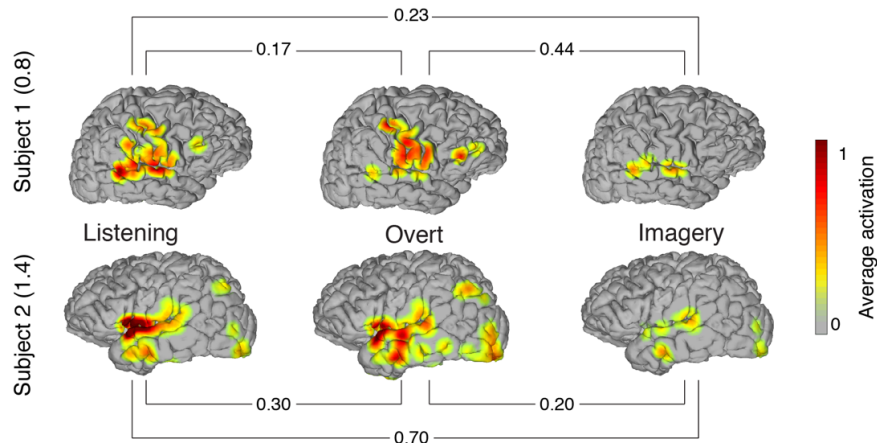 0.23
0.17
0.44
Subject 1 (0.8)
Listening
Overt
Imagery
Subject 2 (1.4)
0.30
0.20
0.70
1
0
Average activation